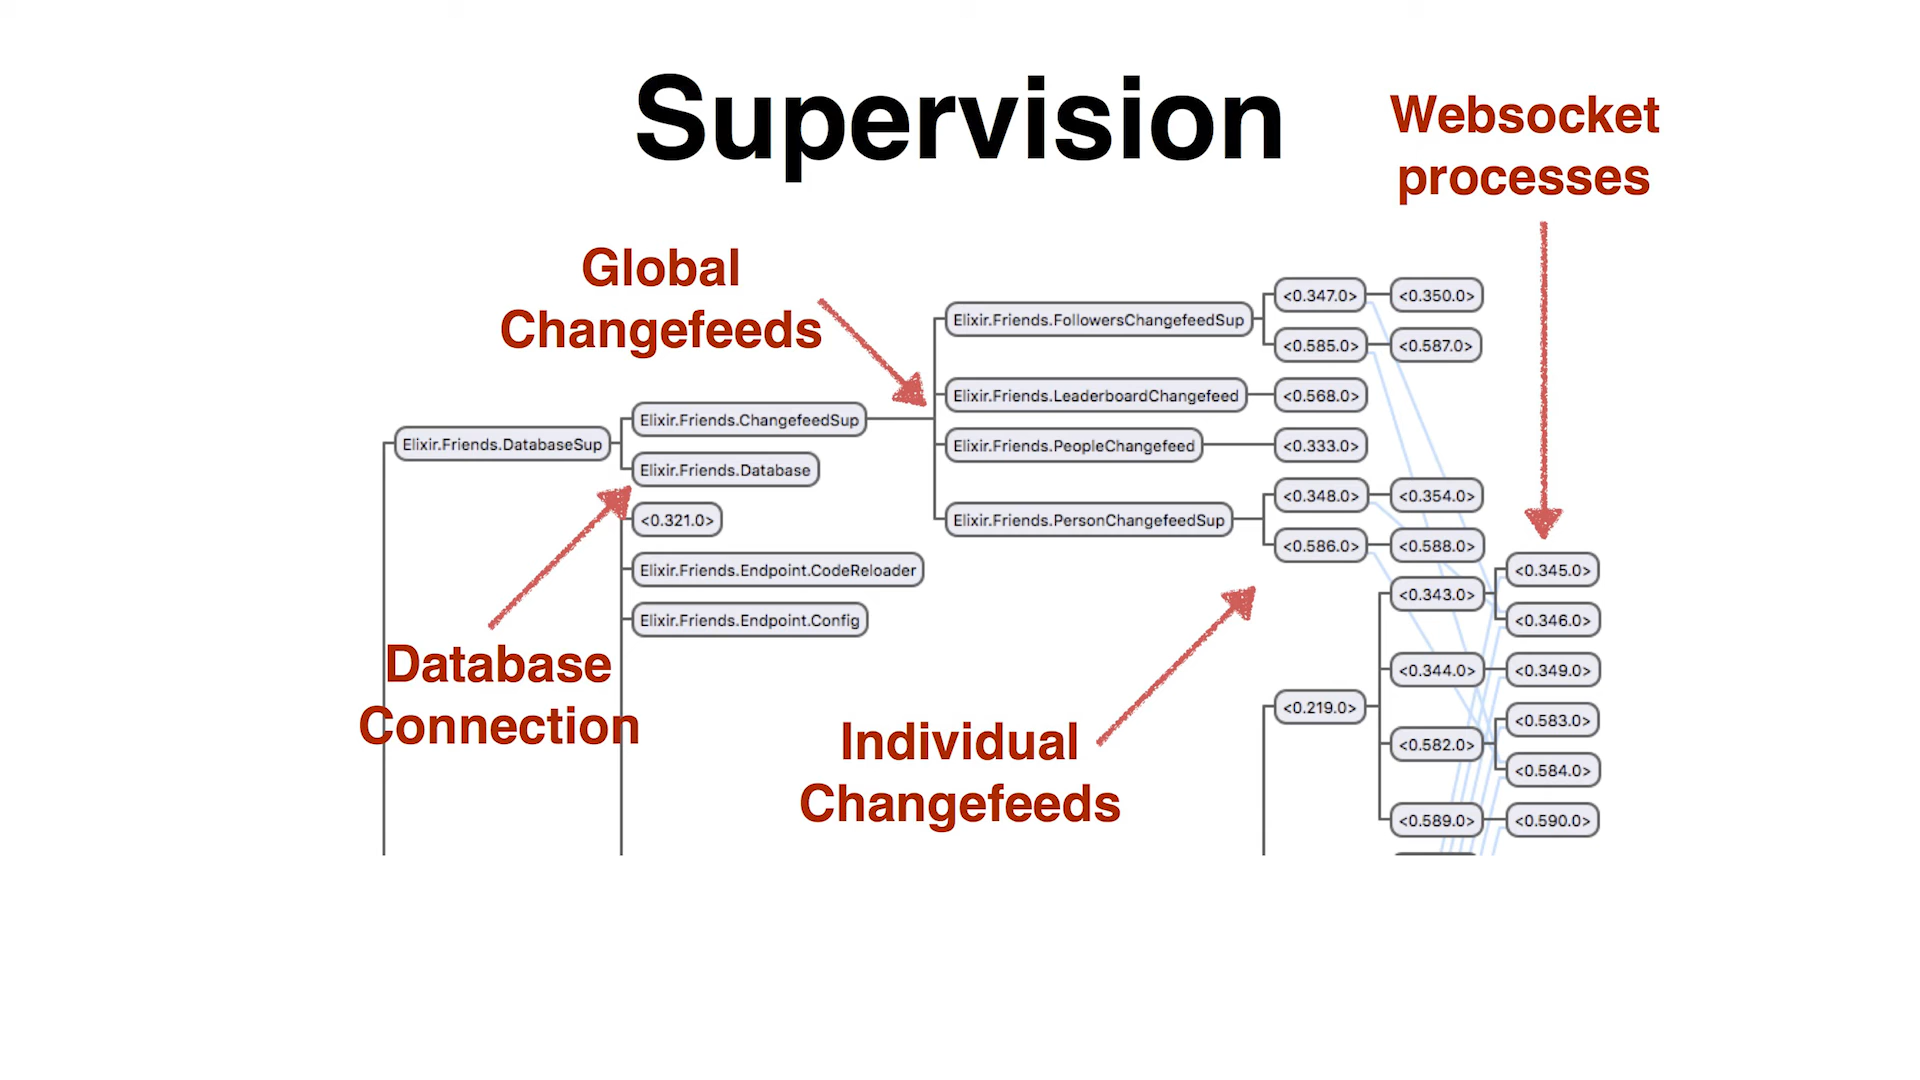 Supervision
Websocket
processes
Global
Changefeeds
<0.347.0>
<0.350.0>
Elixir.Friends.FollowersChangefeedSup
<0.585.0>
<0.587.0>
Elixir.Friends.LeaderboardChangefeed
<0.568.0>
Elixir.Friends.ChangefeedSup
Elixir.Friends.DatabaseSup
Elixir.Friends.PeopleChangefeed
<0.333.0>
Elixir.Friends.Database
<0.348.0>
<0.354.0>
<0.321.0>
Elixir.Friends.PersonChangefeedSup
<0.586.0>
<0.588.0>
Elixir.Friends.Endpoint.CodeReloader
<0.345.0>
<0.343.0>
Elixir.Friends.Endpoint.Config
<0.346.0>
Database
Connection
<0.344.0>
<0.349.0>
<0.219.0>
<0.583.0>
<0.582.0>
Individual
Changefeeds
<0.584.0>
<0.589.0>
<0.590.0>